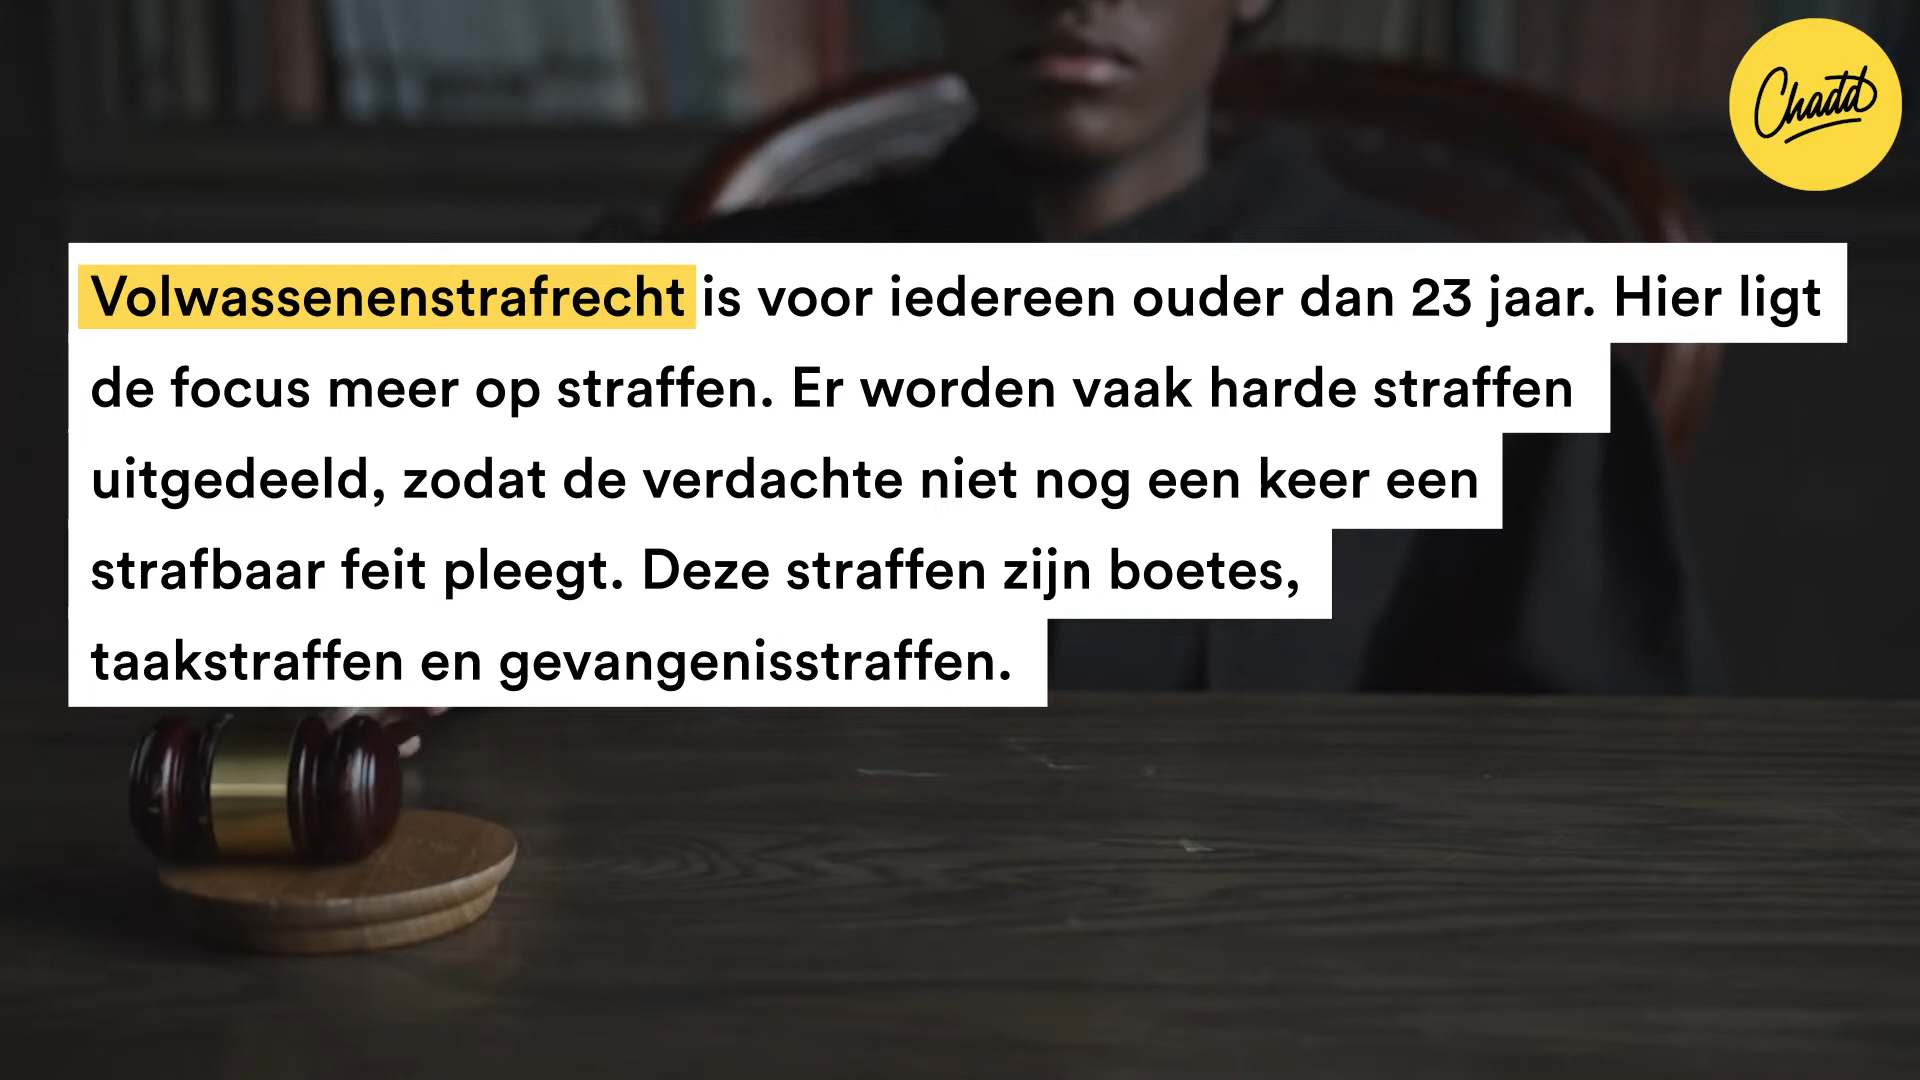 Chadd
Volwassenenstrafrecht is voor iedereen ouder dan 23 jaar. Hier ligt
de focus meer op straffen. Er worden vaak harde straffen
uitgedeeld, zodat de verdachte niet nog een keer een
strafbaar feit pleegt. Deze straffen zijn boetes,
taakstraffen en gevangenisstraffen.